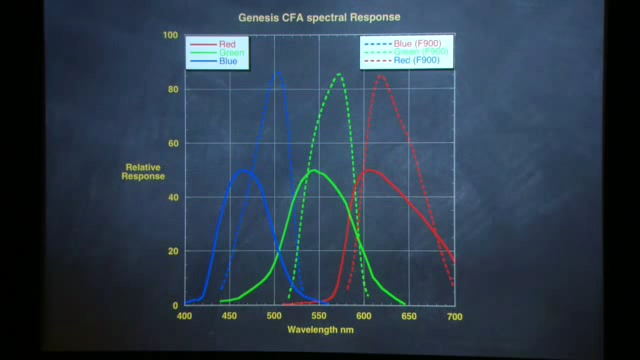 Genesis CFA spectral Response
Red
Green
Blue
Blue (F900)
Green (F900)
Red (F900)
100
80
60
40
20
0
Relative
Response
400 450 500 550 600 650 700
Wavelength nm